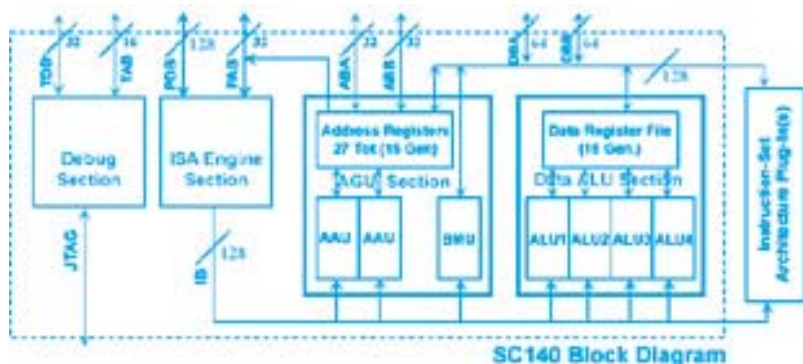 32 16 128 32 32 32 64 64
TDB TAB PDB PAB ABA ABB DBA DBB
128
Debug
Section
ISA Engine
Section
Address Registers
27 Tot (16 Gen)
AGU Section
AAU AAU BMU
Data Register File
(16 Gen.)
Data ALU Section
ALU1 ALU2 ALU3 ALU4
Instruction-Set
Architecture Plug-In(s)
JTAG
IB
128
SC140 Block Diagram